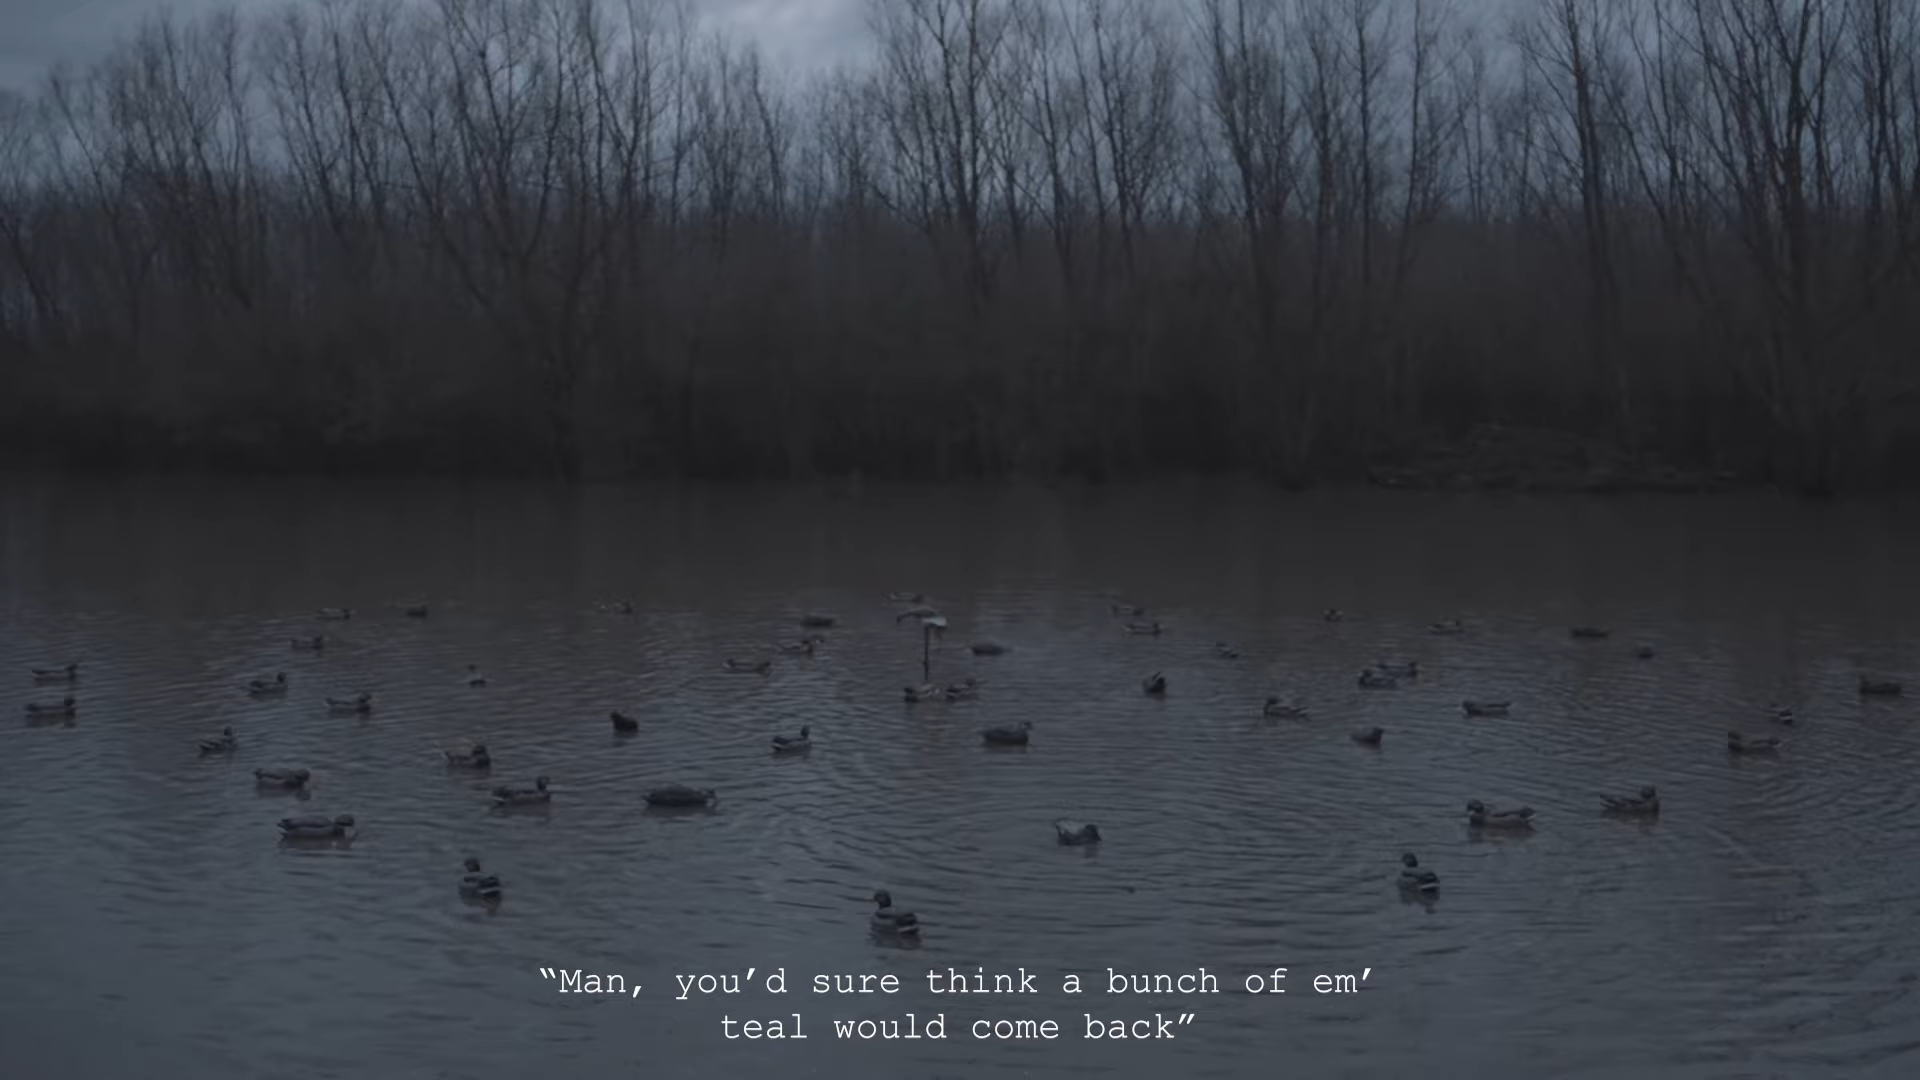 “Man, you’d sure think a bunch of em’
teal would come back”